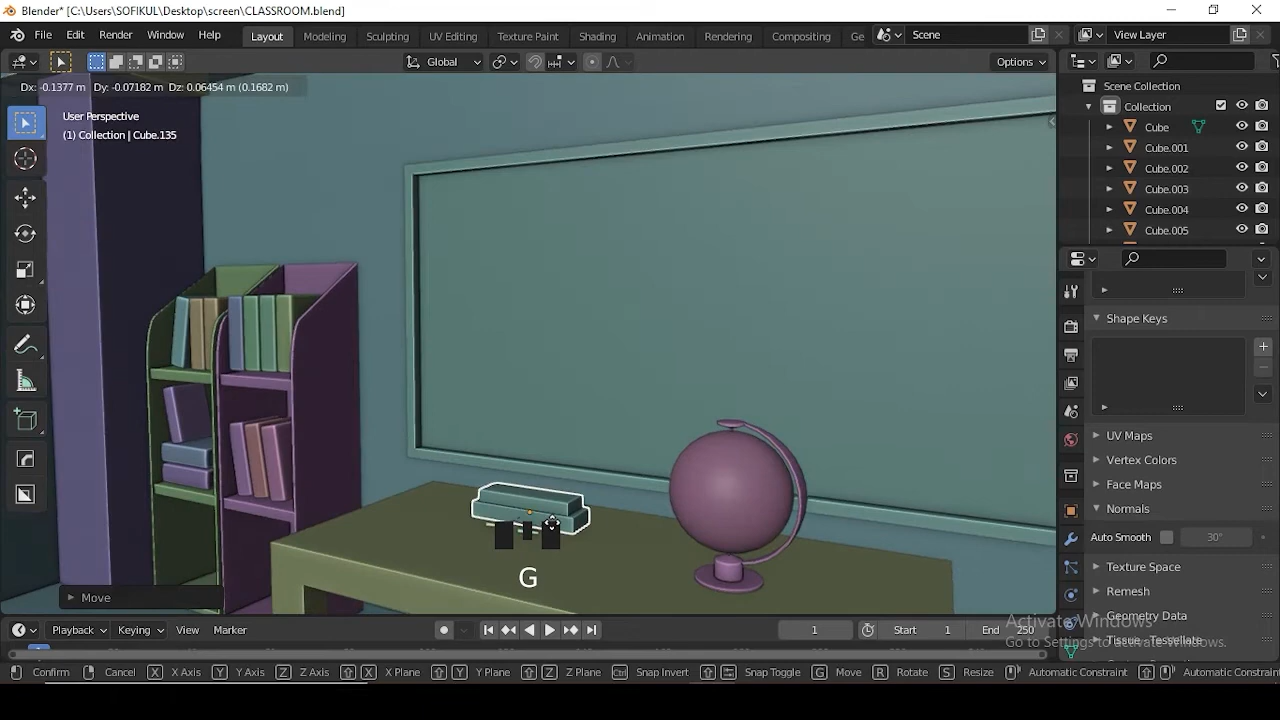 Blender* [C:\Users\SOFIKUL\Desktop\screen\CLASSROOM.blend]
File Edit Render Window Help Layout Modeling Sculpting UV Editing Texture Paint Shading Animation Rendering Compositing Ge Scene View Layer
Global Options
Dx: -0.1377 m Dy: -0.07182 m Dz: 0.06454 m (0.1682 m)
User Perspective
(1) Collection | Cube.135
Scene Collection
Collection
Cube
Cube.001
Cube.002
Cube.003
Cube.004
Cube.005
Shape Keys
UV Maps
Vertex Colors
Face Maps
Normals
Auto Smooth 30°
Texture Space
Remesh
Geometry Data
G
Move
Activate Windows
Go to Settings to activate Windows.
Playback Keying View Marker 1 Start 1 End 250
Confirm Cancel X X Axis Y Y Axis Z Z Axis X X Plane Y Y Plane Z Z Plane Ctrl Snap Invert Snap Toggle G Move R Rotate S Resize Automatic Constraint Automatic Constrain